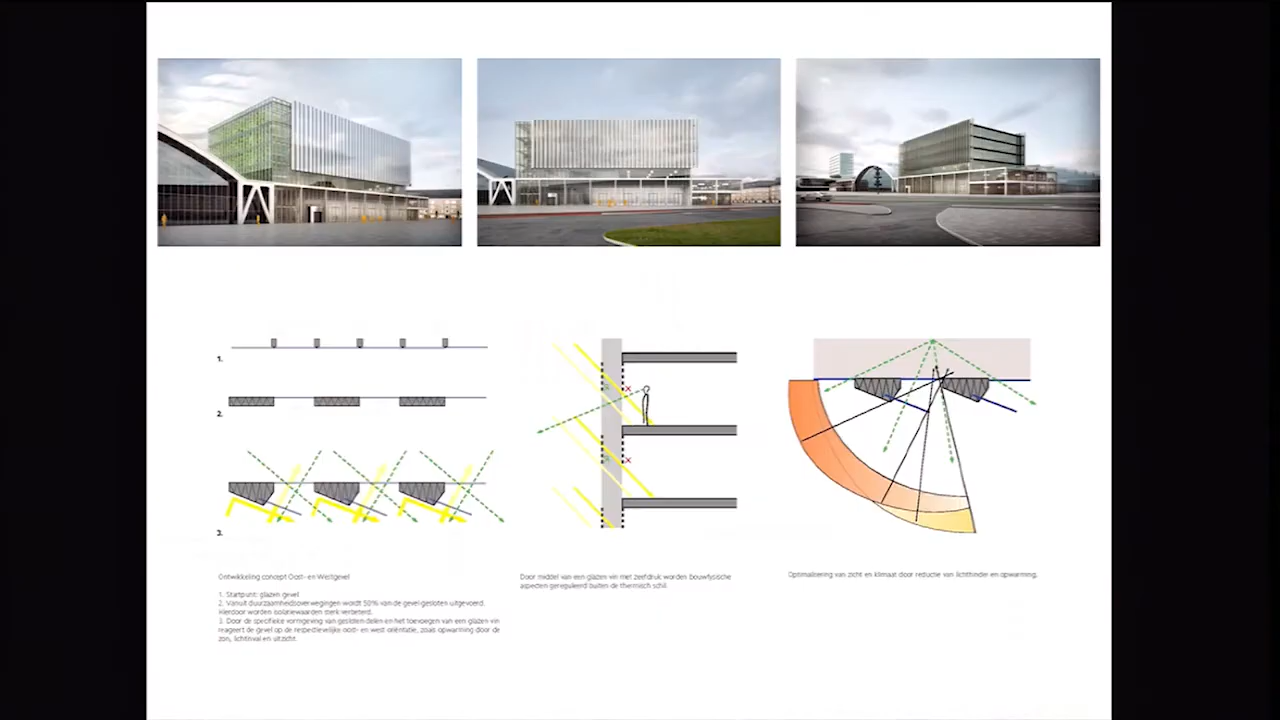 1.
2.
3.
Ontwikkeling concept Oost- en Westgevel
1. Startpunt: glazen gevel
2. Vanuit duurzaamheidsoverwegingen wordt 50% van de gevel gesloten uitgevoerd.
Hierdoor worden isolatiewaarden sterk verbeterd.
3. Door de specifieke vormgeving van gesloten delen en het toevoegen van een glazen vin
reageert de gevel op de respectievelijke oost- en west oriëntatie, zoals opwarming door de
zon, lichtinval en uitzicht.
Door middel van een glazen vin met zeefdruk worden bouwfysische
aspecten gereguleerd buiten de thermisch schil.
Optimalisering van zicht en klimaat door reductie van lichthinder en opwarming.